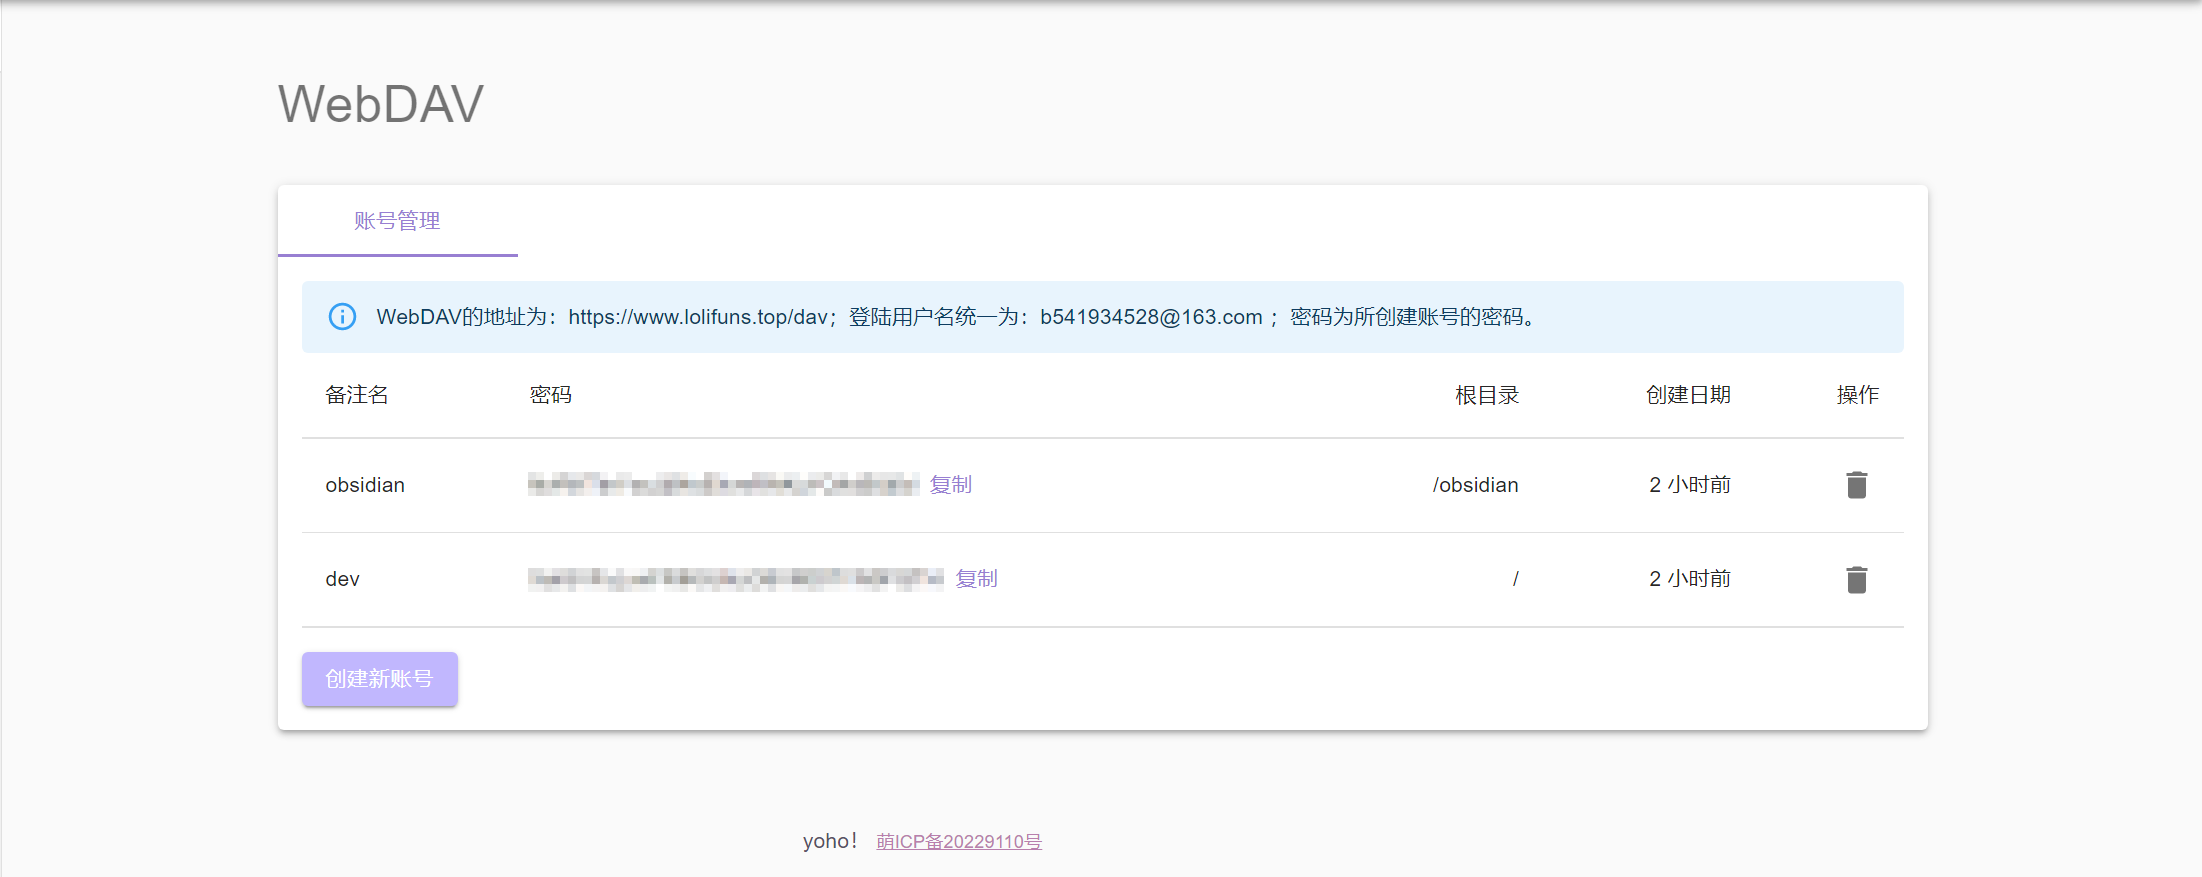 WebDAV
账号管理
WebDAV的地址为：https://www.lolifuns.top/dav；登陆用户名统一为：b541934528@163.com ；密码为所创建账号的密码。
备注名 密码 根目录 创建日期 操作
obsidian 复制 /obsidian 2 小时前
dev 复制 / 2 小时前
创建新账号
yoho！ 萌ICP备20229110号